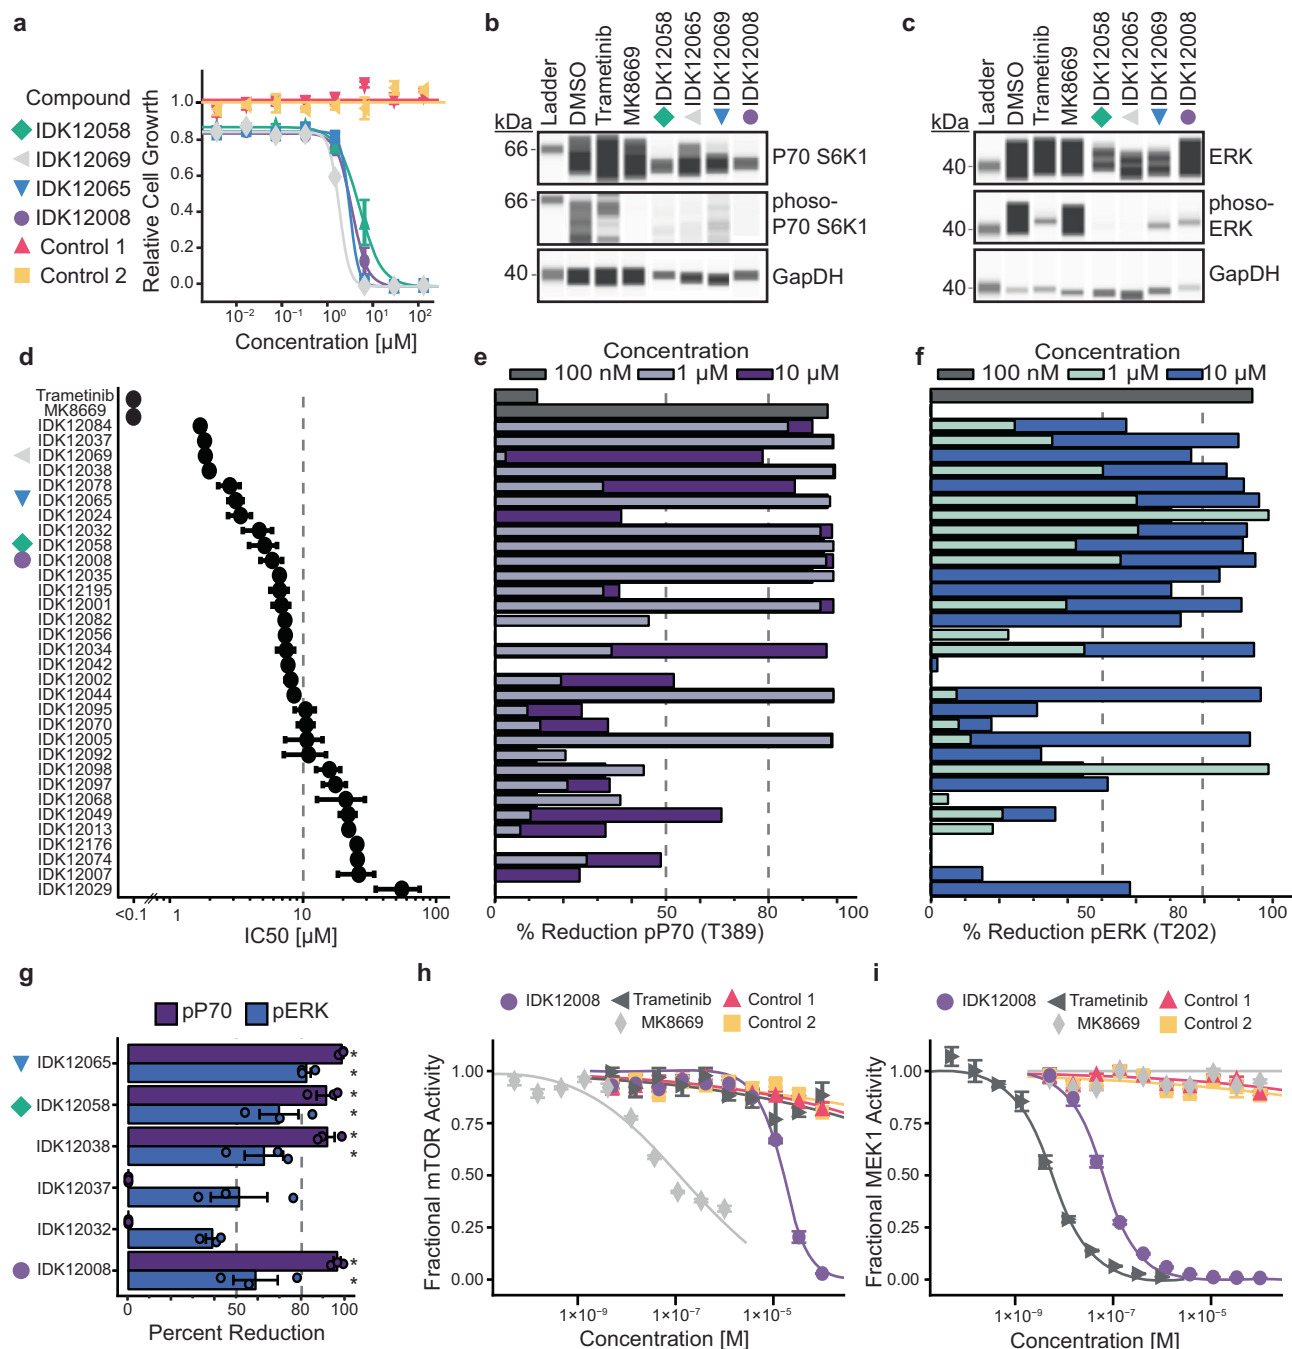 a
Compound
IDK12058
IDK12069
IDK12065
IDK12008
Control 1
Control 2
Relative Cell Growrth
1.0
0.8
0.6
0.4
0.2
0.0
10⁻² 10⁻¹ 10⁰ 10¹ 10²
Concentration [µM]
b
Ladder
DMSO
Trametinib
MK8669
IDK12058
IDK12065
IDK12069
IDK12008
kDa
66
P70 S6K1
66
phoso-
P70 S6K1
40
GapDH
c
Ladder
DMSO
Trametinib
MK8669
IDK12058
IDK12065
IDK12069
IDK12008
kDa
40
ERK
40
phoso-
ERK
40
GapDH
d
Trametinib
MK8669
IDK12084
IDK12037
IDK12069
IDK12038
IDK12078
IDK12065
IDK12024
IDK12032
IDK12058
IDK12008
IDK12035
IDK12195
IDK12001
IDK12082
IDK12056
IDK12034
IDK12042
IDK12002
IDK12044
IDK12095
IDK12070
IDK12005
IDK12092
IDK12098
IDK12097
IDK12068
IDK12049
IDK12013
IDK12176
IDK12074
IDK12007
IDK12029
<0.1 1 10 100
IC50 [µM]
e
Concentration
100 nM 1 µM 10 µM
0 50 80 100
% Reduction pP70 (T389)
f
Concentration
100 nM 1 µM 10 µM
0 50 80 100
% Reduction pERK (T202)
g
pP70 pERK
IDK12065
*
*
IDK12058
*
*
IDK12038
*
*
IDK12037
IDK12032
IDK12008
*
*
0 50 80 100
Percent Reduction
h
IDK12008 Trametinib Control 1
MK8669 Control 2
Fractional mTOR Activity
1.00
0.75
0.50
0.25
0.00
1×10⁻⁹ 1×10⁻⁷ 1×10⁻⁵
Concentration [M]
i
IDK12008 Trametinib Control 1
MK8669 Control 2
Fractional MEK1 Activity
1.00
0.75
0.50
0.25
0.00
1×10⁻⁹ 1×10⁻⁷ 1×10⁻⁵
Concentration [M]